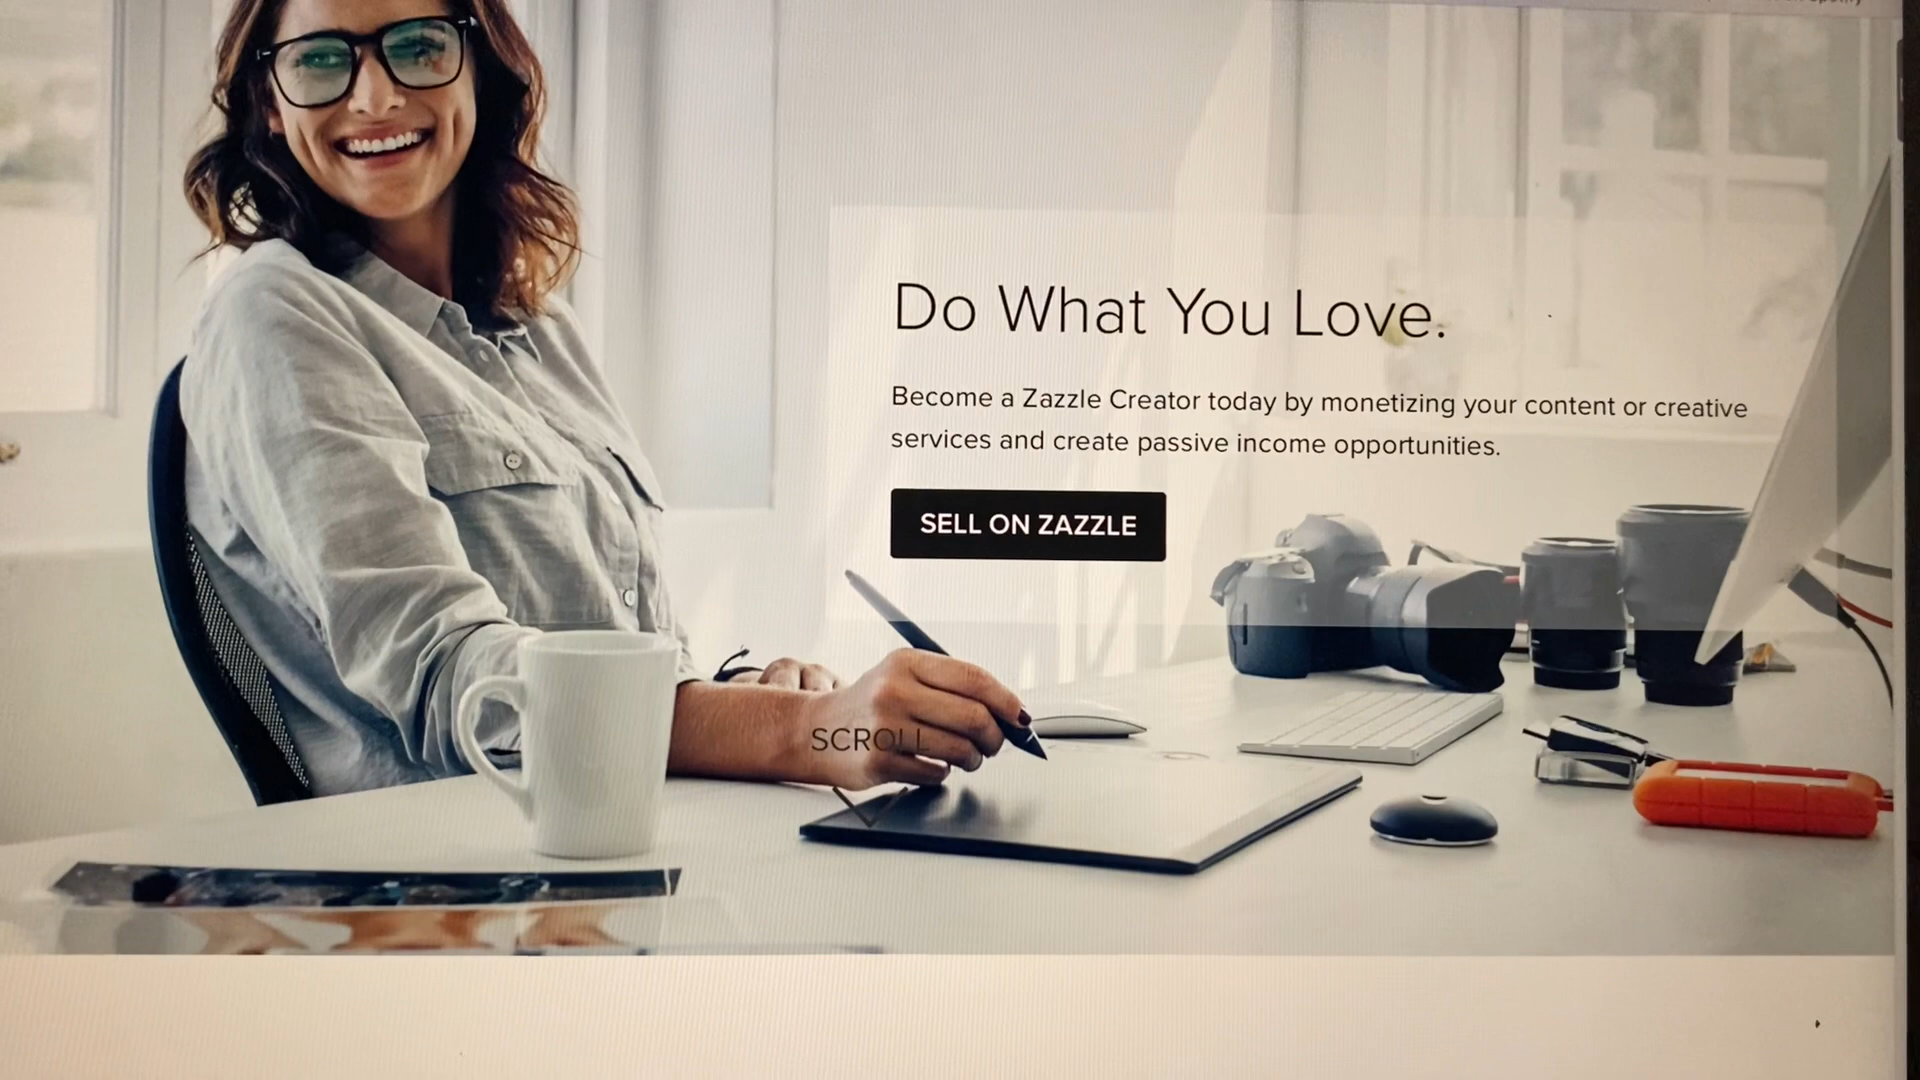 Do What You Love.
Become a Zazzle Creator today by monetizing your content or creative
services and create passive income opportunities.
SELL ON ZAZZLE
SCROLL